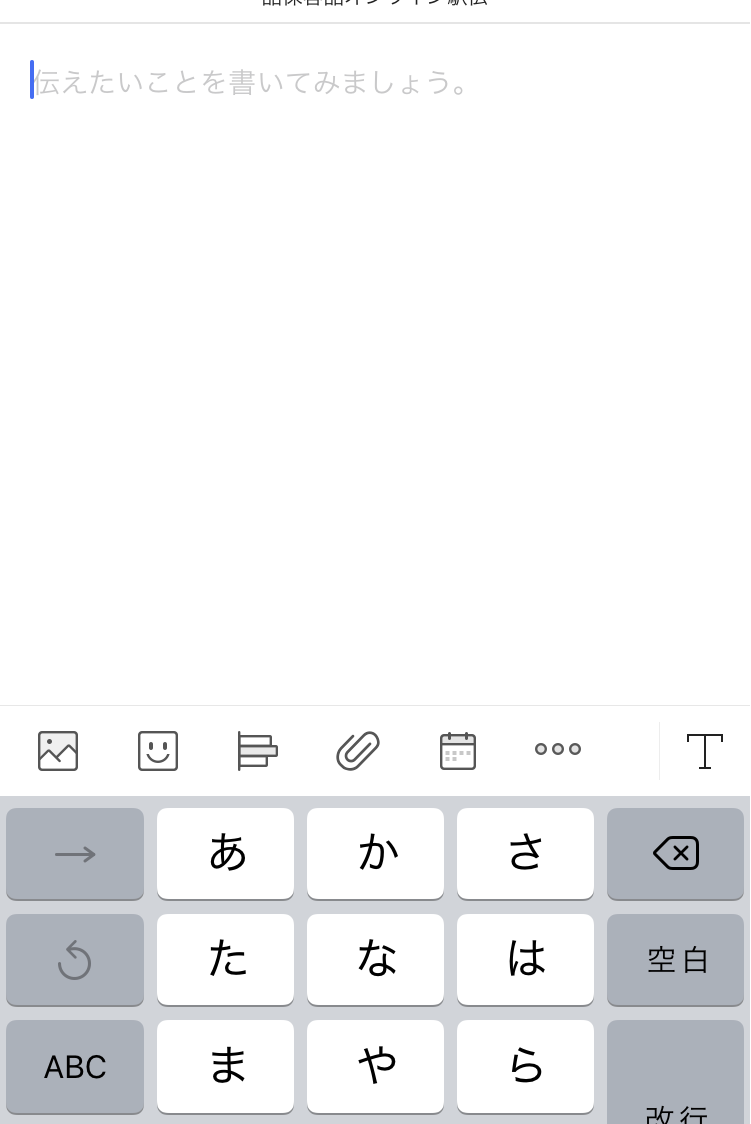 伝えたいことを書いてみましょう。
→ あ か さ
た な は 空白
ABC ま や ら
改行